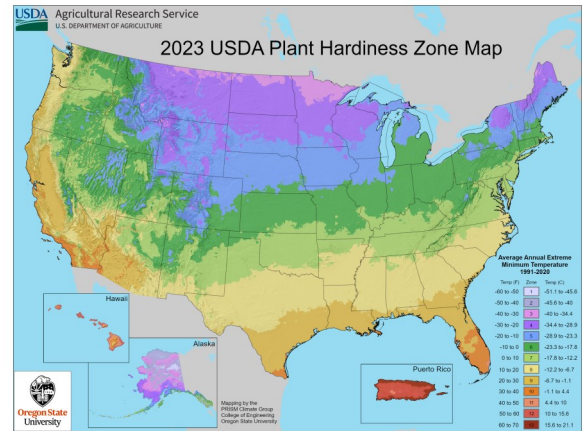 USDA
Agricultural Research Service
U.S. DEPARTMENT OF AGRICULTURE
2023 USDA Plant Hardiness Zone Map
Average Annual Extreme
Minimum Temperature
1991-2020
Temp (F) Zone Temp (C)
-60 to -50 1 -51.1 to -45.6
-50 to -40 2 -45.6 to -40
-40 to -30 3 -40 to -34.4
-30 to -20 4 -34.4 to -28.9
-20 to -10 5 -28.9 to -23.3
-10 to 0 6 -23.3 to -17.8
0 to 10 7 -17.8 to -12.2
10 to 20 8 -12.2 to -6.7
20 to 30 9 -6.7 to -1.1
30 to 40 10 -1.1 to 4.4
40 to 50 11 4.4 to 10
50 to 60 12 10 to 15.6
60 to 70 13 15.6 to 21.1
Hawaii
Alaska
Puerto Rico
Mapping by the
PRISM Climate Group
College of Engineering
Oregon State University
Oregon State
University